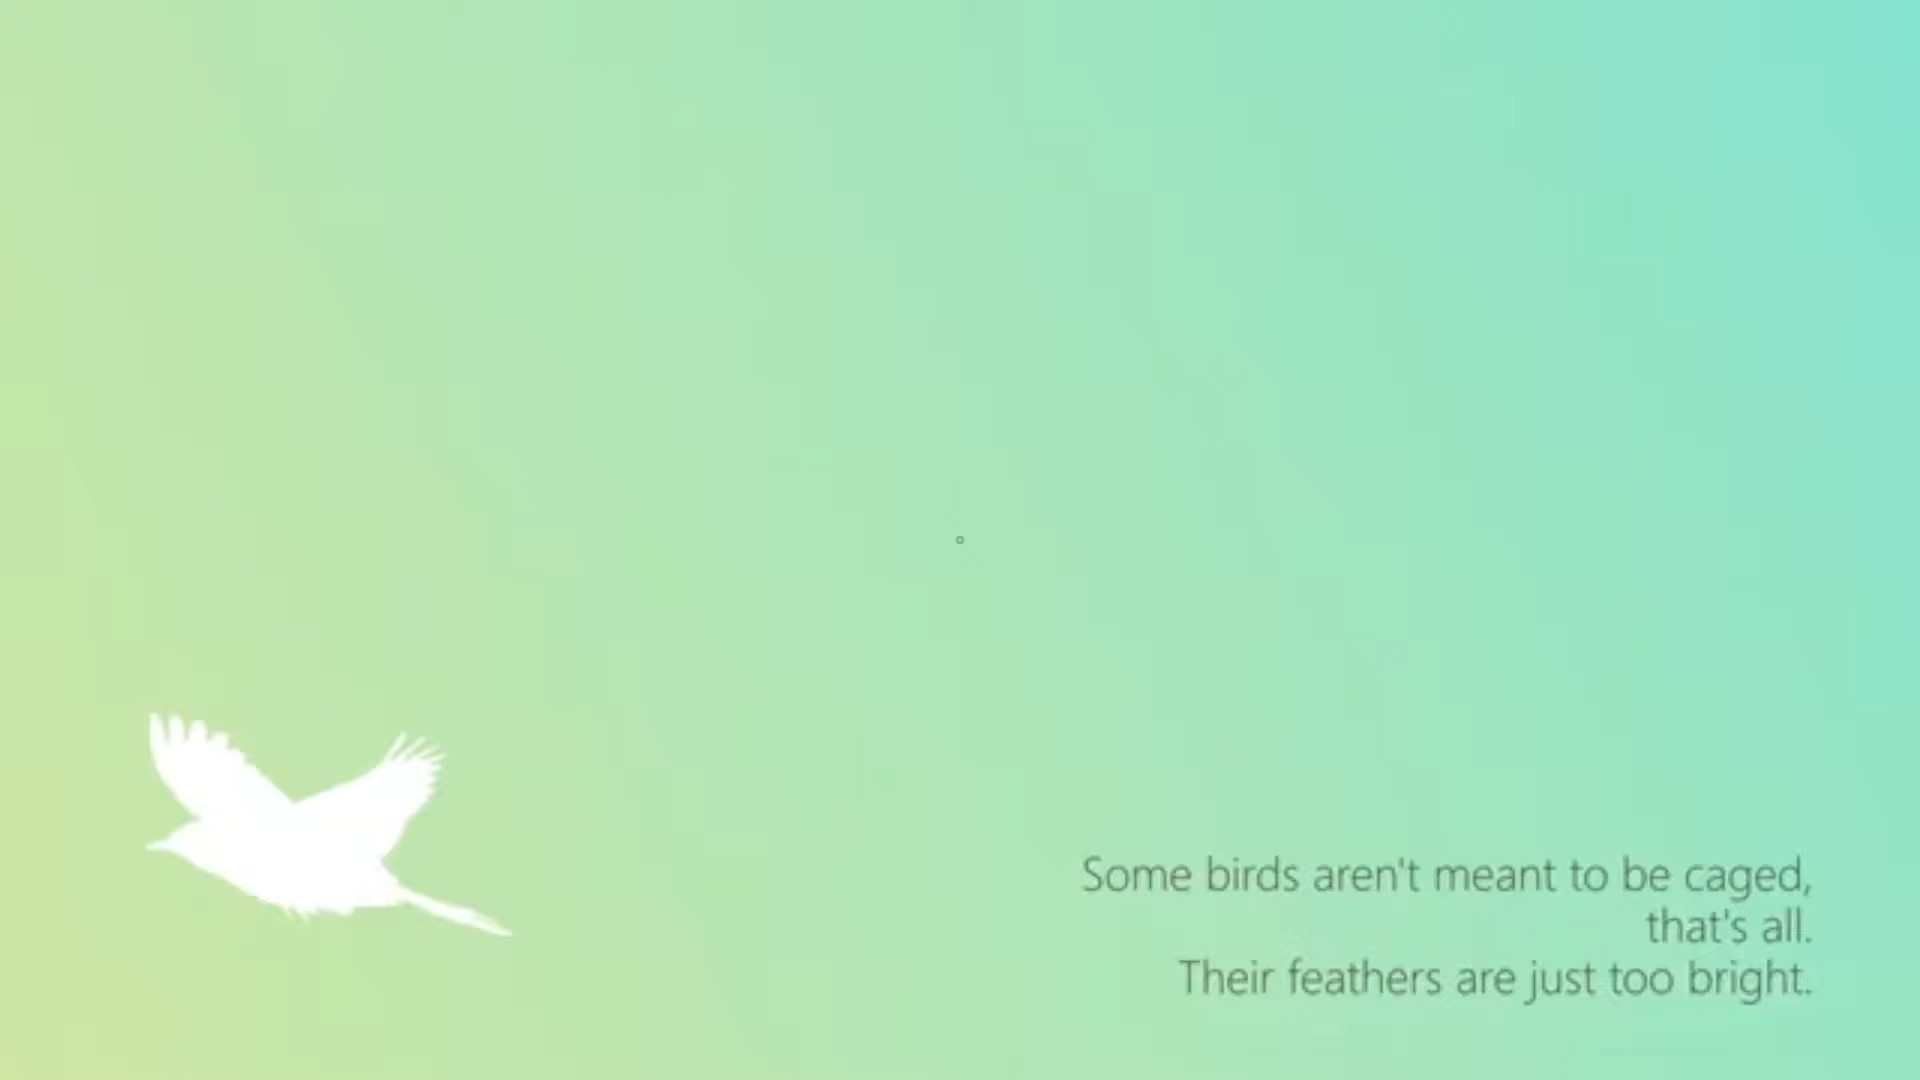 Some birds aren't meant to be caged,
that's all.
Their feathers are just too bright.